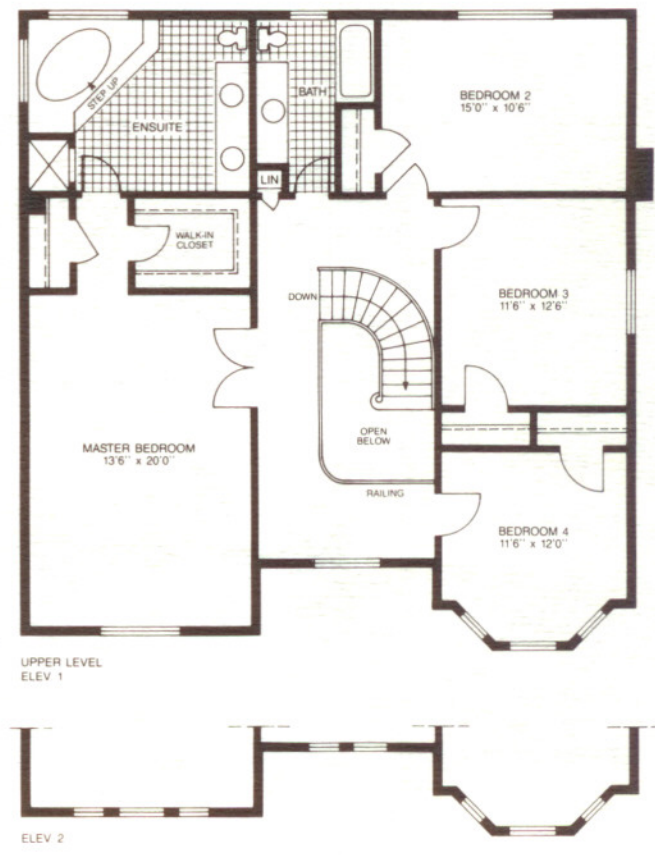 STEP UP
ENSUITE
BATH
BEDROOM 2
15'0'' x 10'6''
LIN
WALK-IN
CLOSET
DOWN
BEDROOM 3
11'6'' x 12'6''
MASTER BEDROOM
13'6'' x 20'0''
OPEN
BELOW
RAILING
BEDROOM 4
11'6'' x 12'0''
UPPER LEVEL
ELEV. 1
ELEV. 2